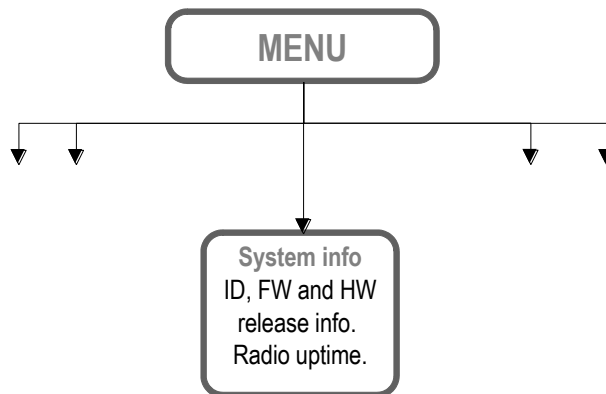 MENU
System info
ID, FW and HW
release info.
Radio uptime.